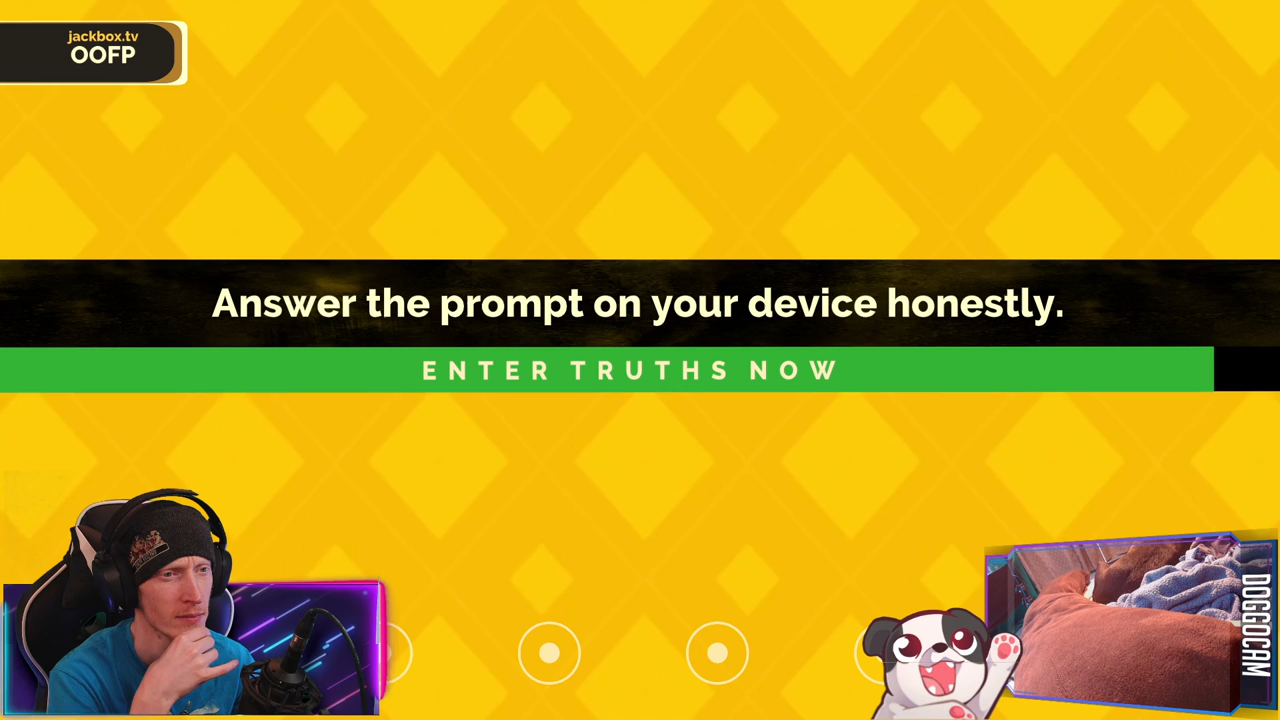 jackbox.tv
OOFP
Answer the prompt on your device honestly.
ENTER TRUTHS NOW
DOGGOCAM